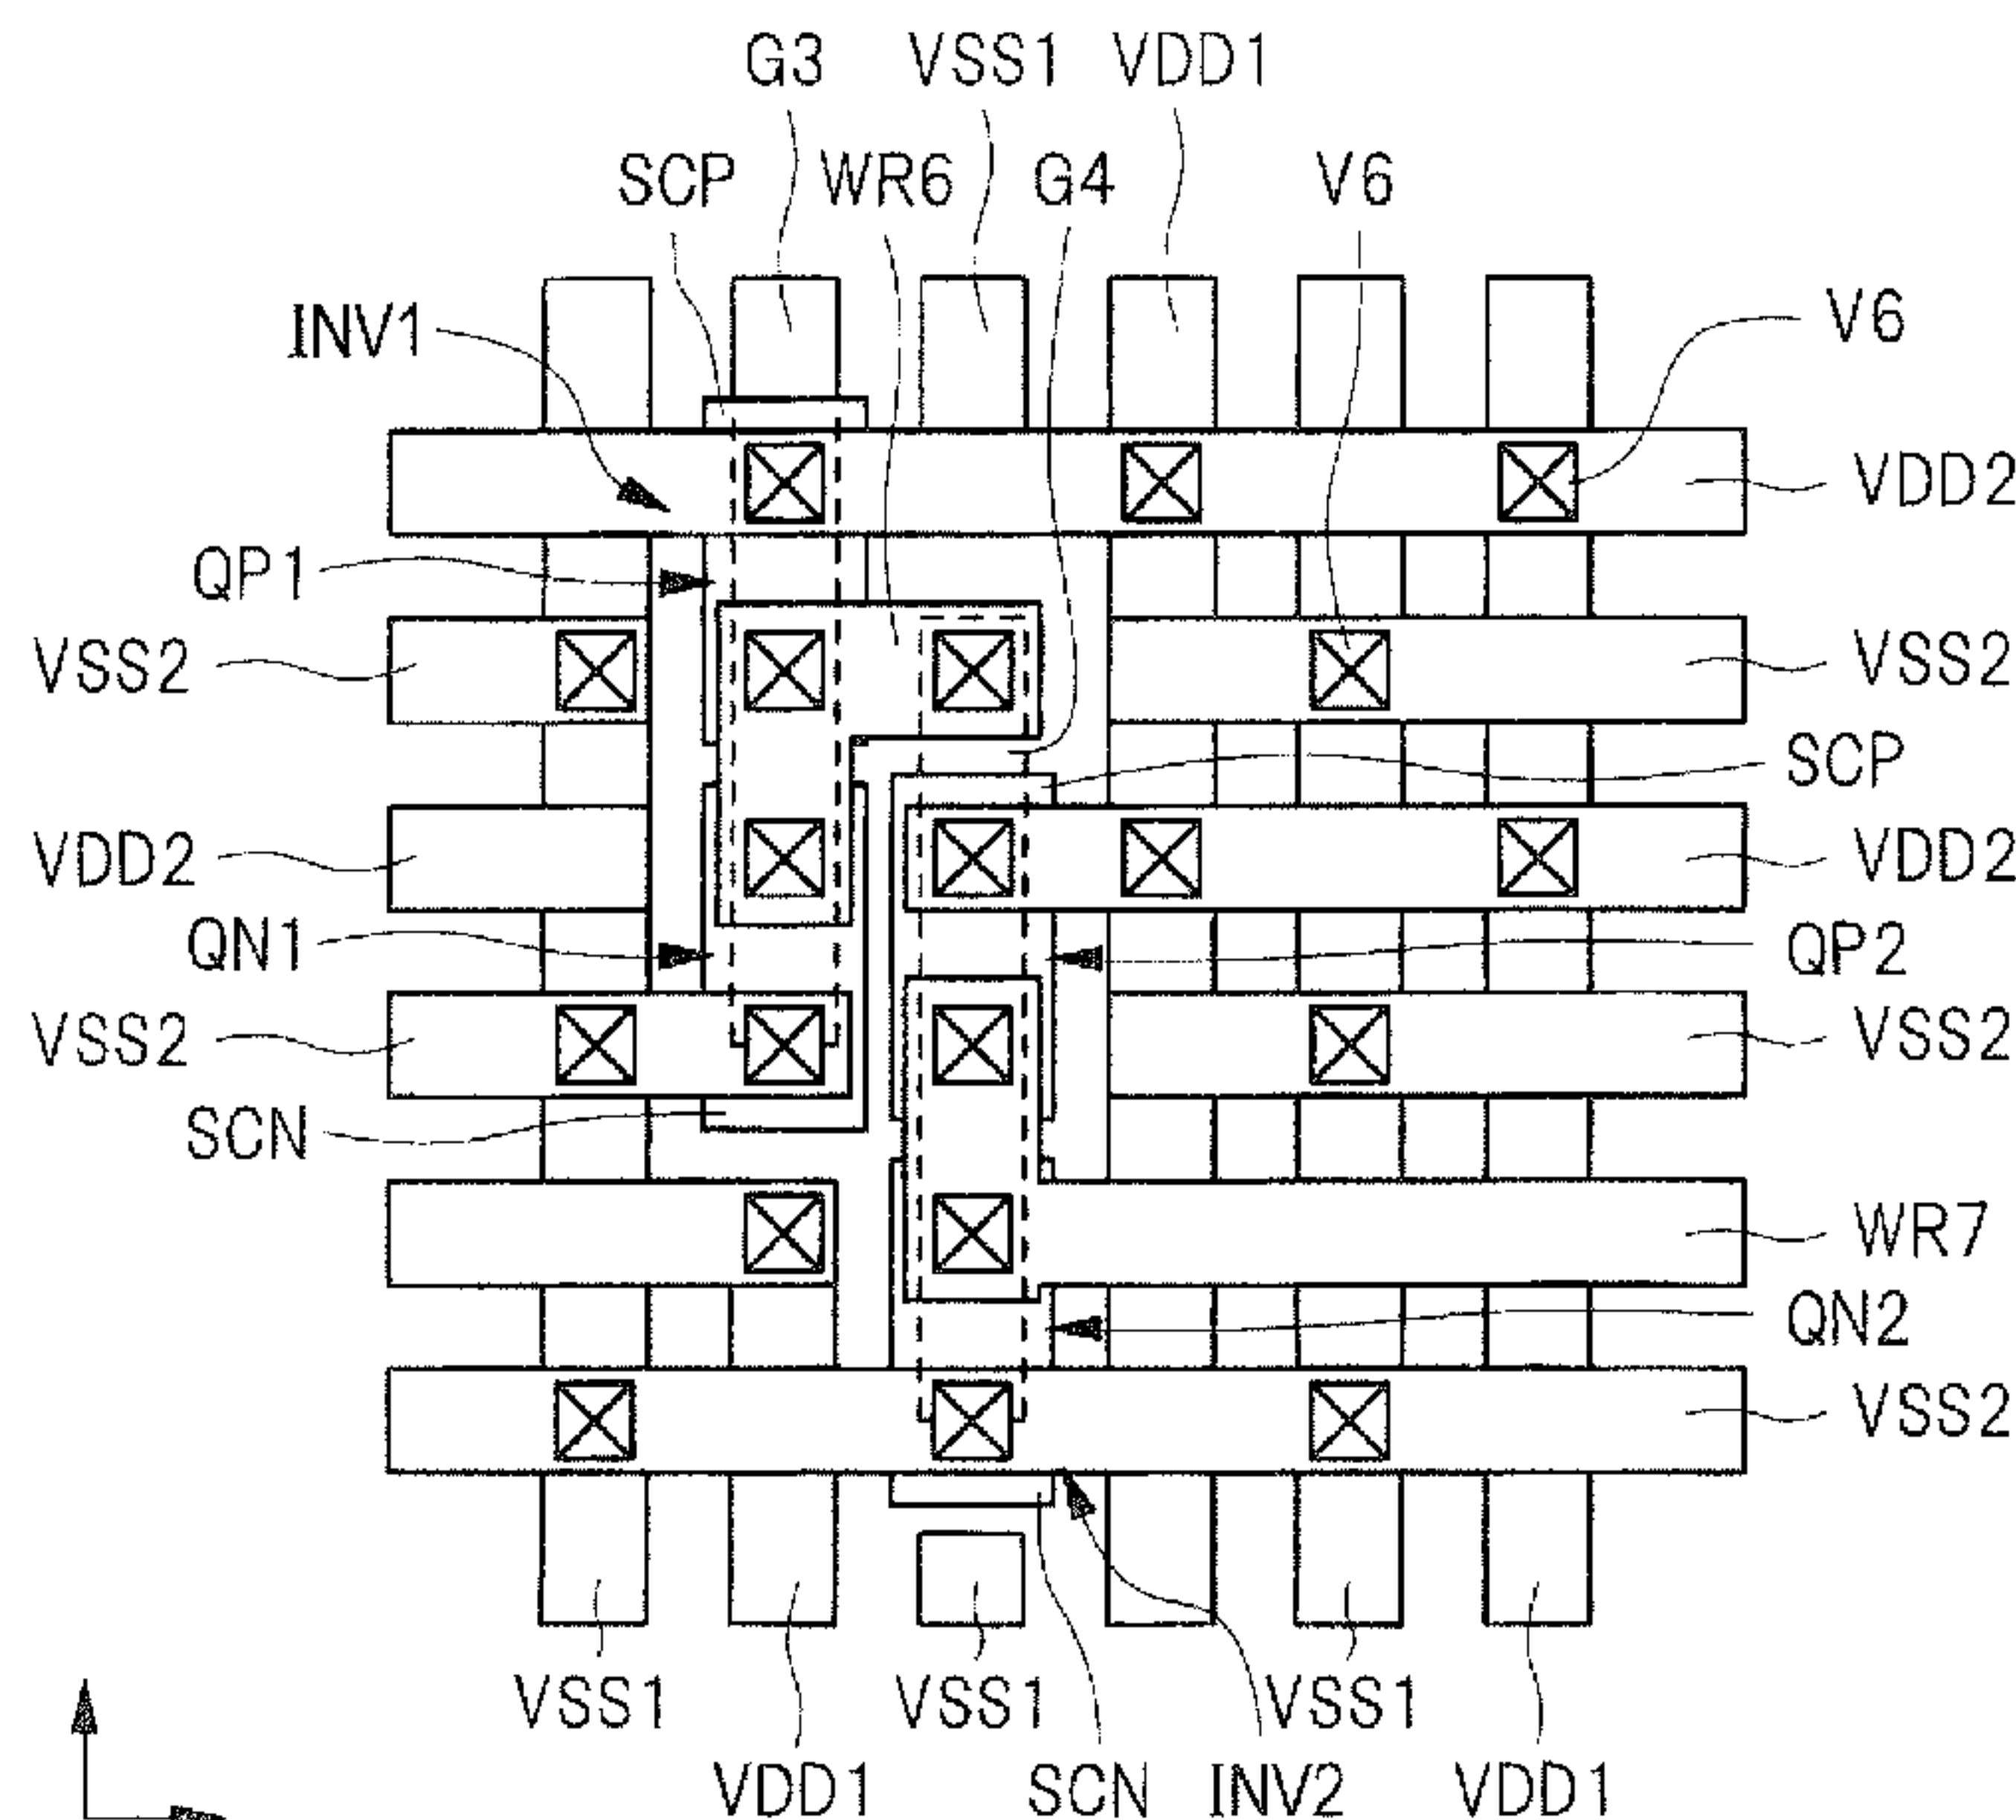 G3 VSS1 VDD1
SCP WR6 G4 V6
INV1 V6
VDD2
QP1
VSS2 VSS2
SCP
VDD2 VDD2
QN1 QP2
VSS2 VSS2
SCN
WR7
QN2
VSS2
VSS1 VSS1 VSS1
VDD1 SCN INV2 VDD1